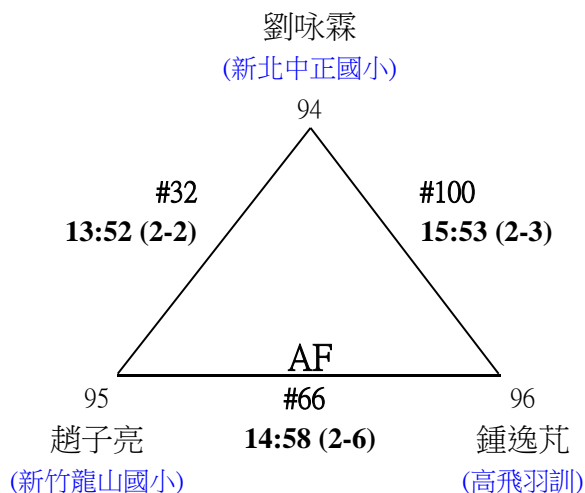 劉咏霖
(新北中正國小)
94
#32
13:52 (2-2)
#100
15:53 (2-3)
AF
95
#66
96
趙子亮
14:58 (2-6)
鍾逸芃
(新竹龍山國小)
(高飛羽訓)